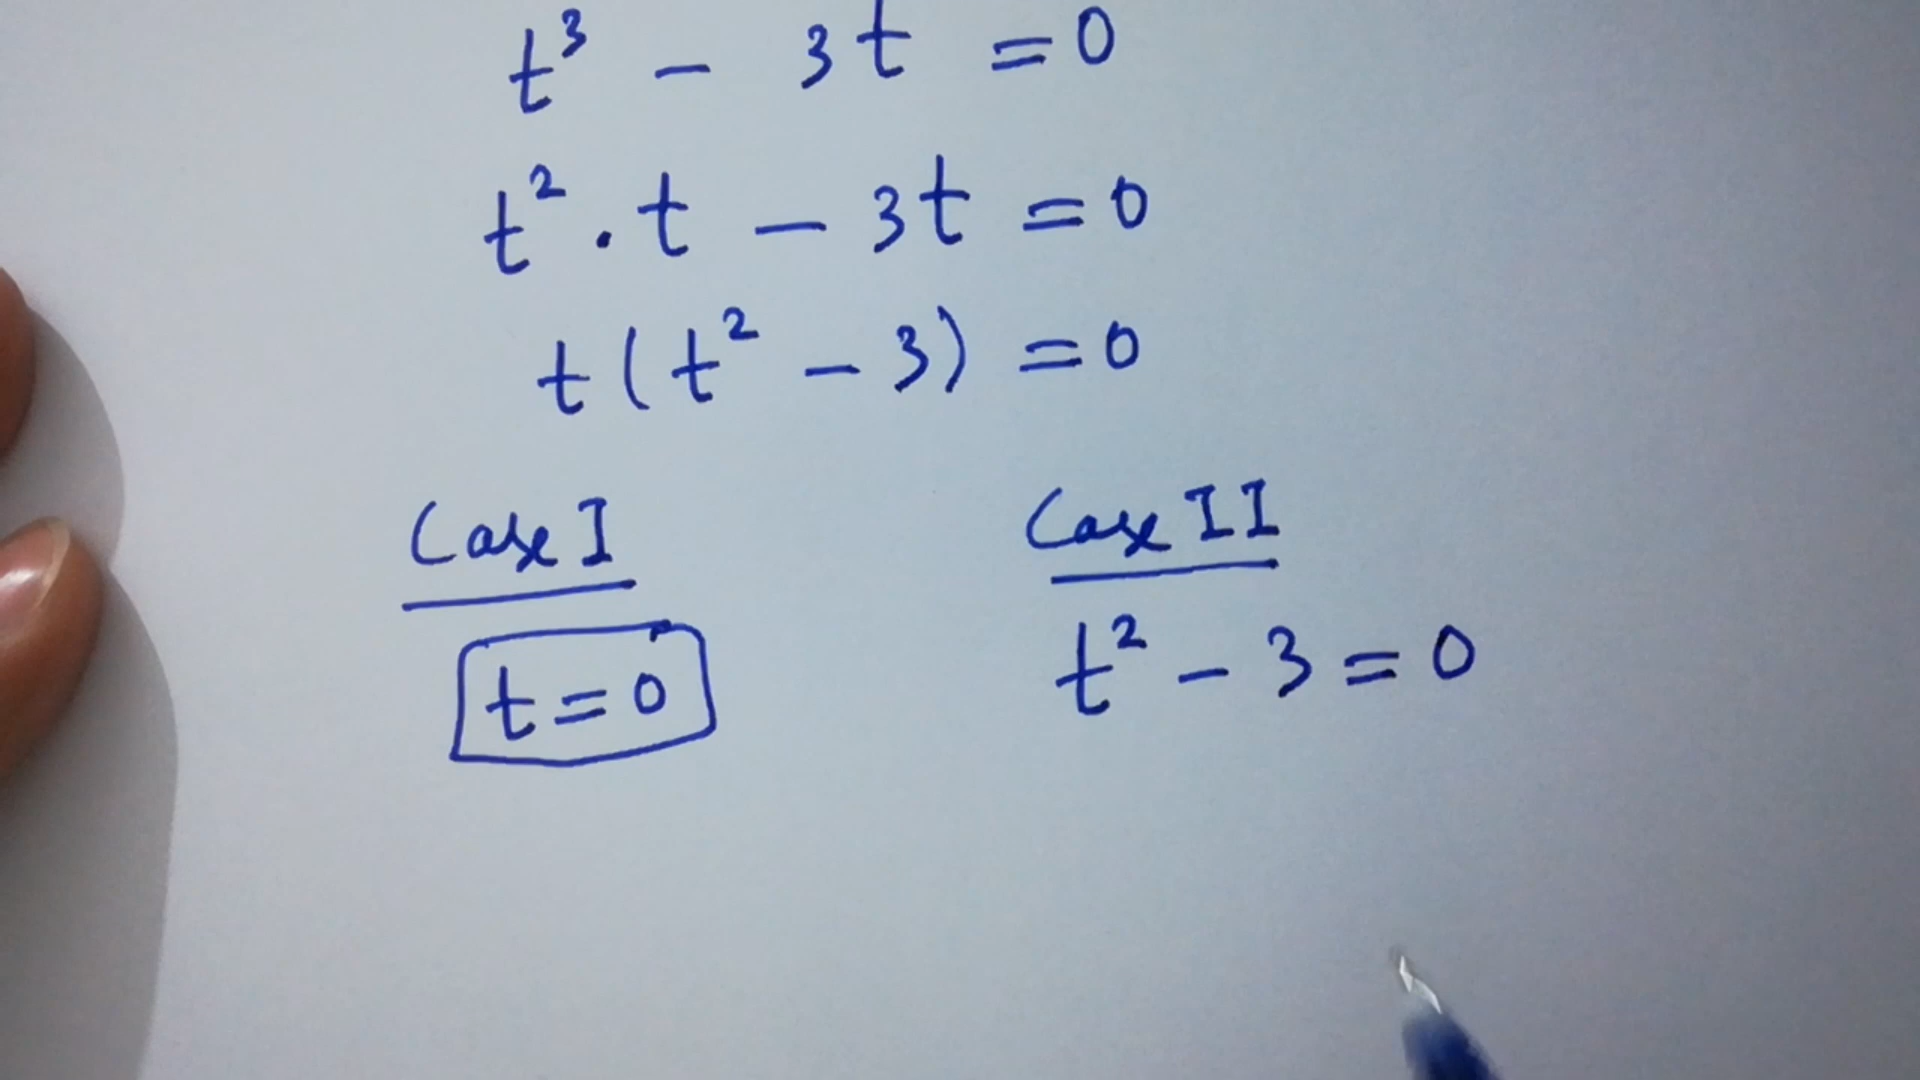 t³ - 3t = 0
t² . t - 3t = 0
t(t² - 3) = 0
Case I
t = 0
Case II
t² - 3 = 0